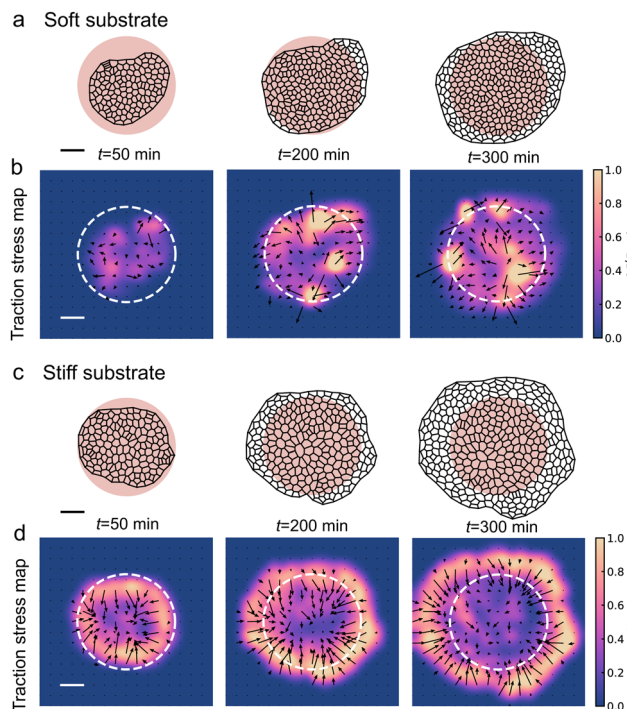 a Soft substrate
t=50 min t=200 min t=300 min
b
Traction stress map
1.0
0.8
0.6
0.4
0.2
0.0
c Stiff substrate
t=50 min t=200 min t=300 min
d
Traction stress map
1.0
0.8
0.6
0.4
0.2
0.0